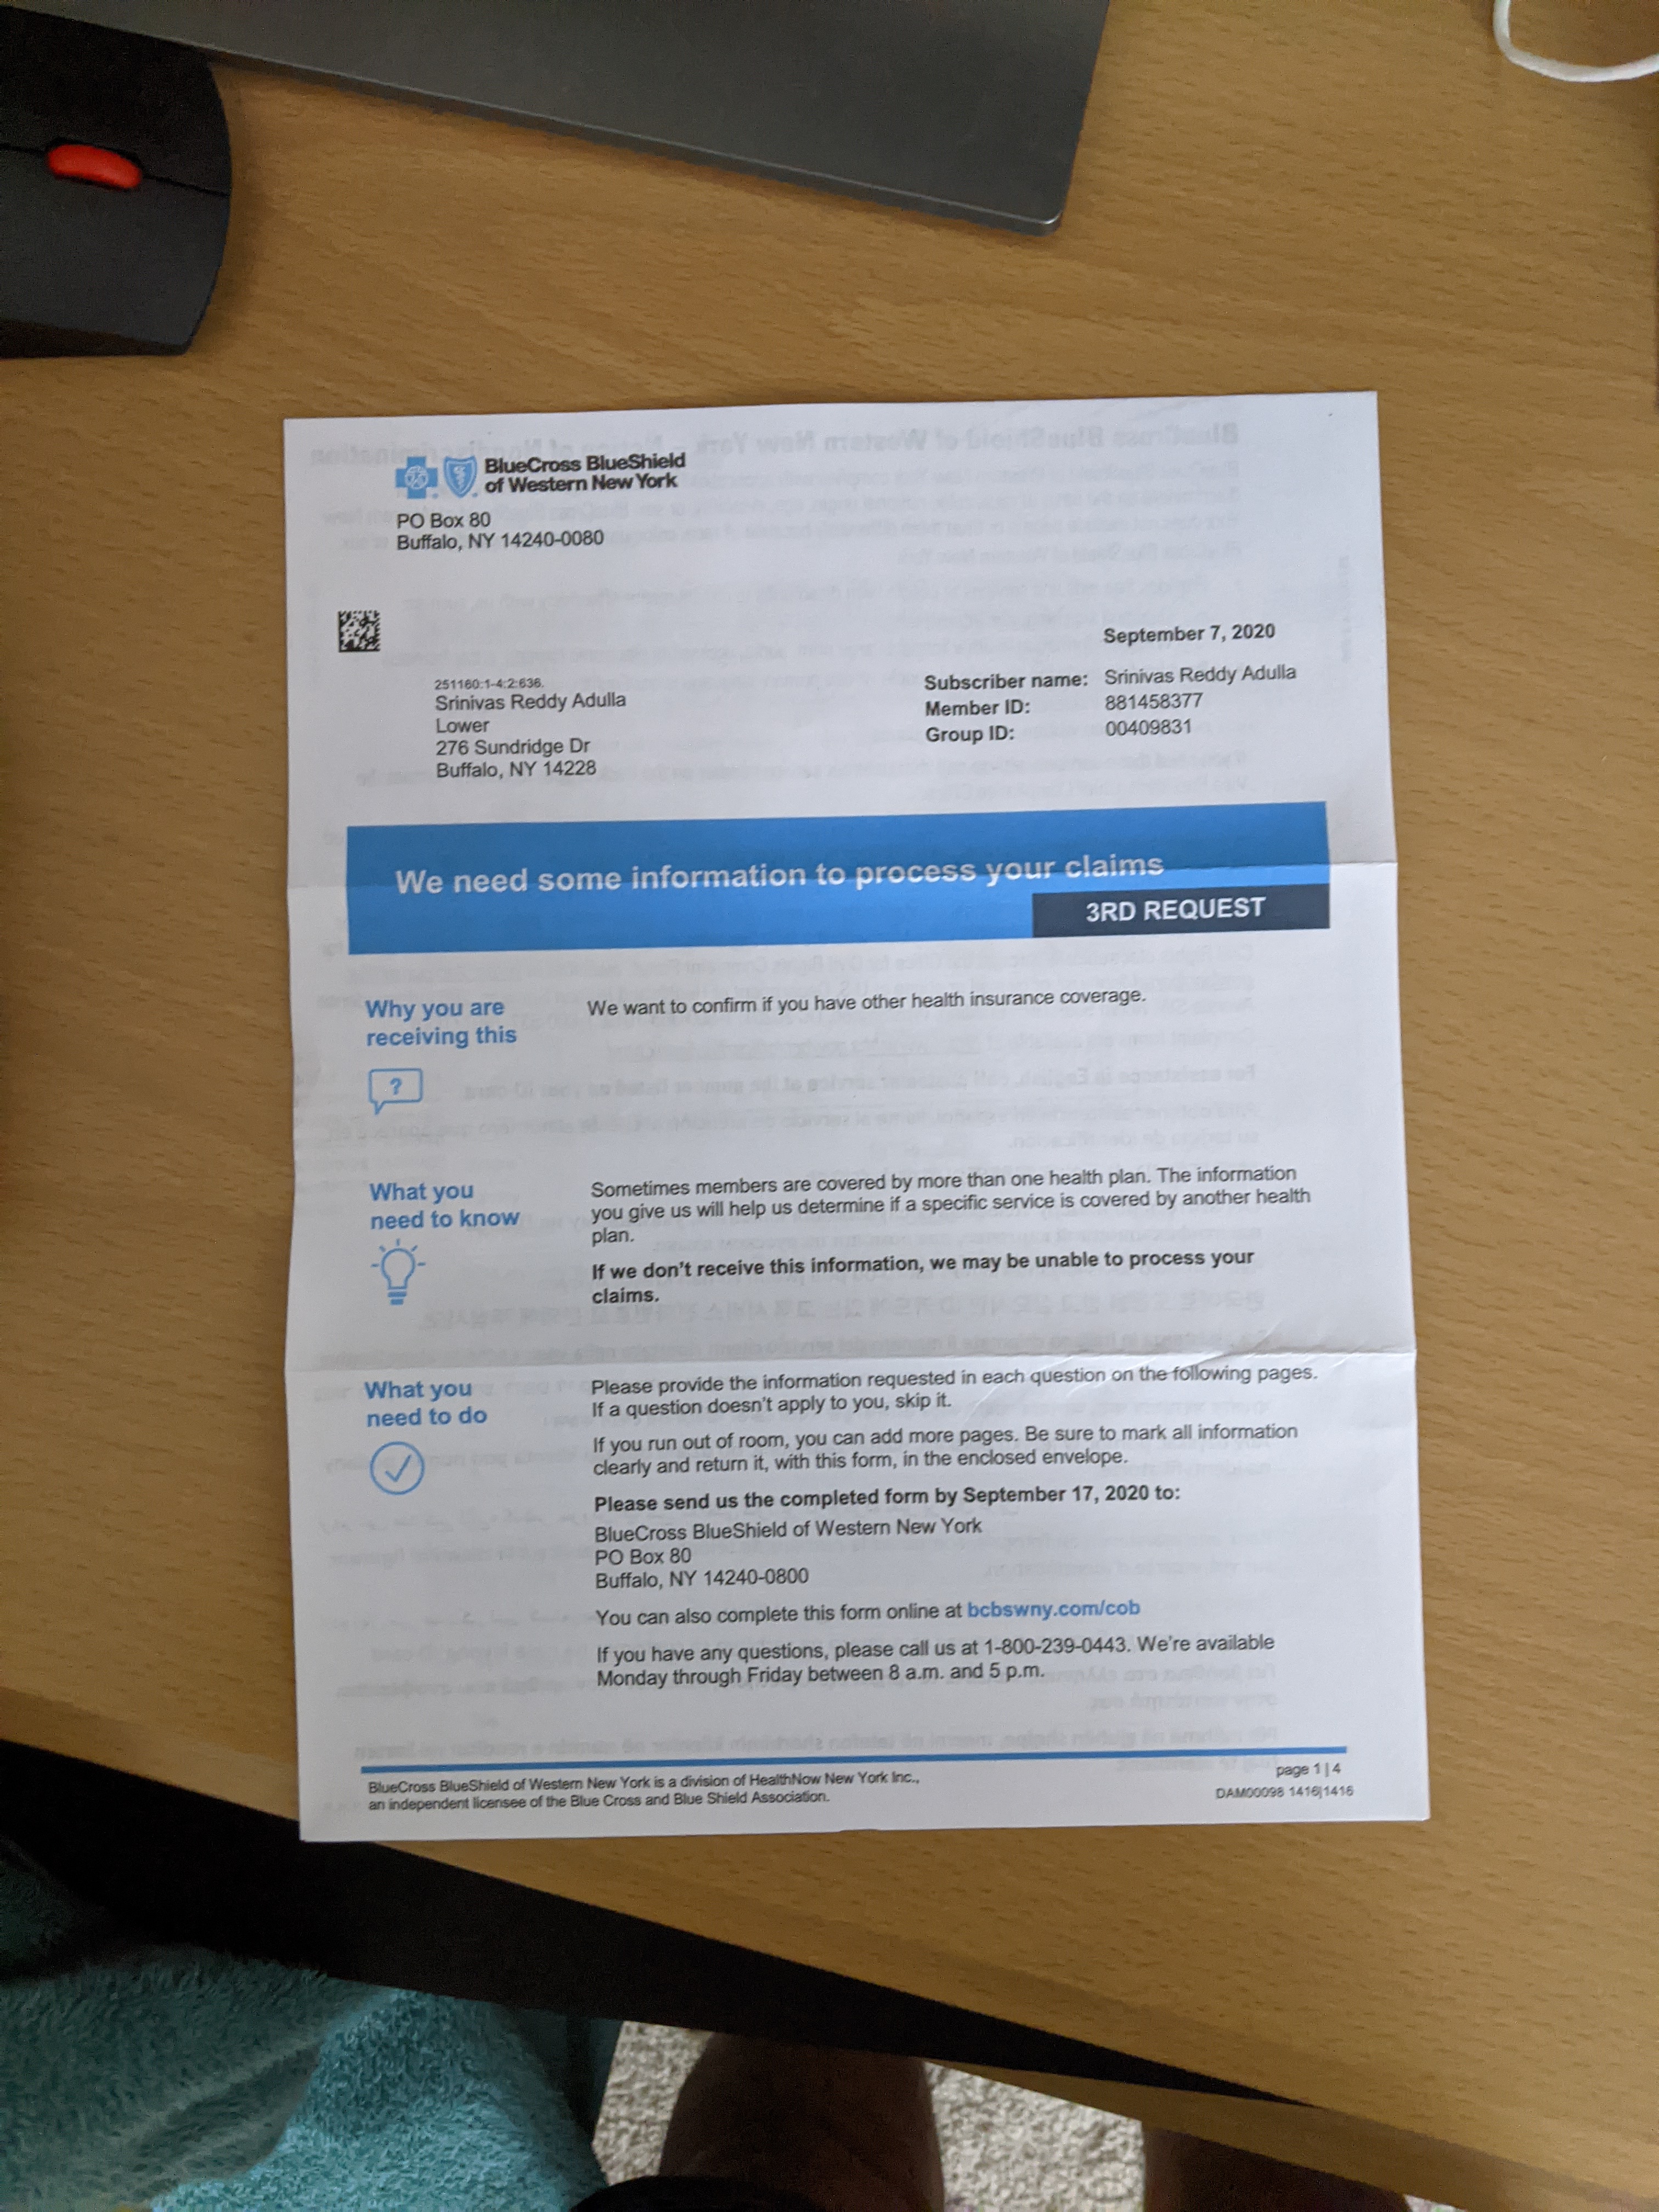 BlueCross BlueShield
of Western New York
PO Box 80
Buffalo, NY 14240-0080
September 7, 2020
251160:1-4:2:636.
Srinivas Reddy Adulla
Lower
276 Sundridge Dr
Buffalo, NY 14228
Subscriber name: Srinivas Reddy Adulla
Member ID: 881458377
Group ID: 00409831
We need some information to process your claims
3RD REQUEST
Why you are
receiving this
?
We want to confirm if you have other health insurance coverage.
What you
need to know
Sometimes members are covered by more than one health plan. The information
you give us will help us determine if a specific service is covered by another health
plan.
If we don't receive this information, we may be unable to process your
claims.
What you
need to do
Please provide the information requested in each question on the following pages.
If a question doesn't apply to you, skip it.
If you run out of room, you can add more pages. Be sure to mark all information
clearly and return it, with this form, in the enclosed envelope.
Please send us the completed form by September 17, 2020 to:
BlueCross BlueShield of Western New York
PO Box 80
Buffalo, NY 14240-0800
You can also complete this form online at bcbswny.com/cob
If you have any questions, please call us at 1-800-239-0443. We're available
Monday through Friday between 8 a.m. and 5 p.m.
BlueCross BlueShield of Western New York is a division of HealthNow New York Inc.,
an independent licensee of the Blue Cross and Blue Shield Association.
page 1 | 4
DAM00098 1416|1416